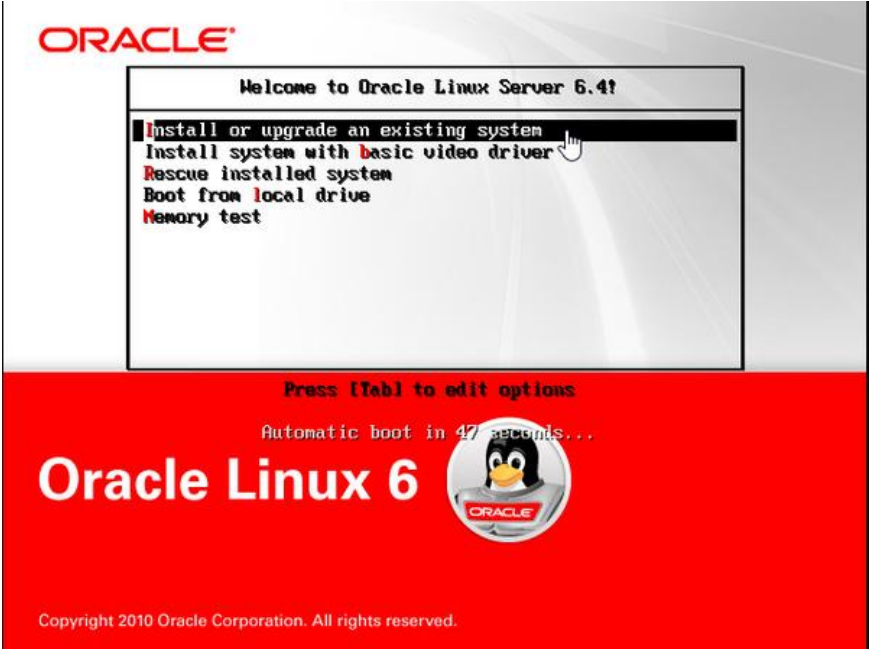 ORACLE®
Welcome to Oracle Linux Server 6.4!
Install or upgrade an existing system
Install system with basic video driver
Rescue installed system
Boot from local drive
Memory test
Press [Tab] to edit options
Automatic boot in 47 seconds...
Oracle Linux 6
ORACLE
Copyright 2010 Oracle Corporation. All rights reserved.